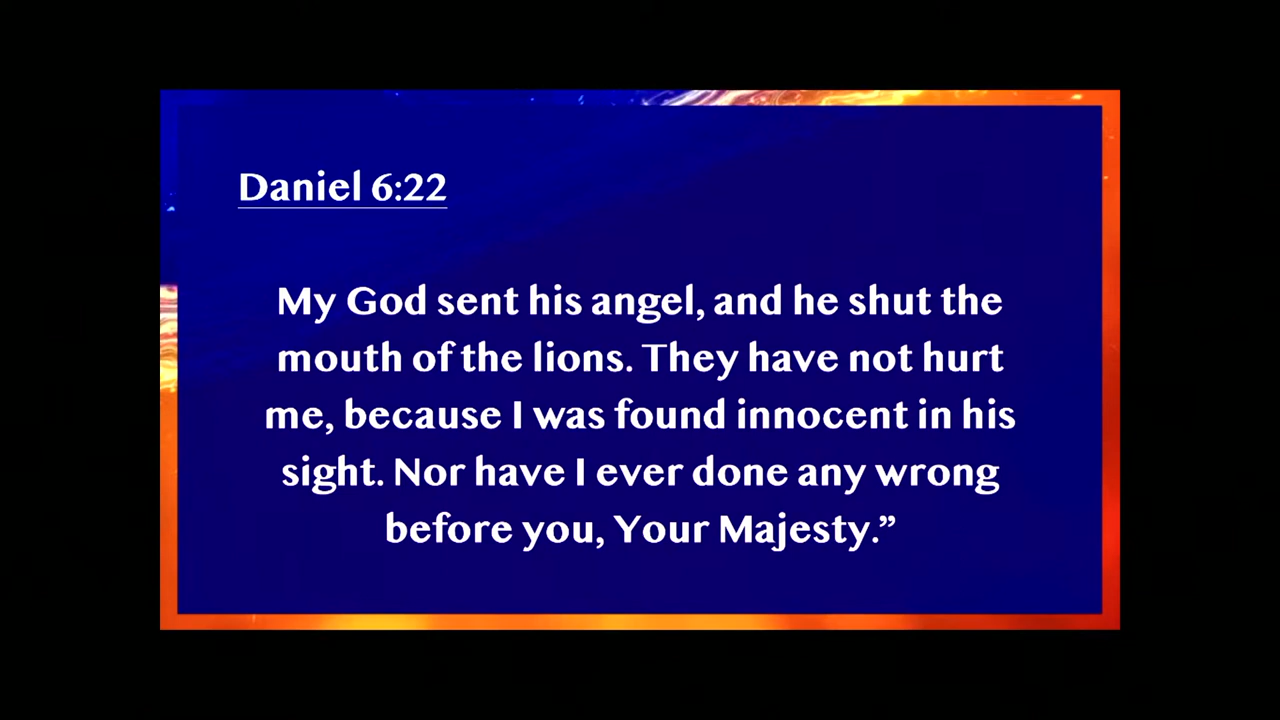 Daniel 6:22
My God sent his angel, and he shut the
mouth of the lions. They have not hurt
me, because I was found innocent in his
sight. Nor have I ever done any wrong
before you, Your Majesty.”